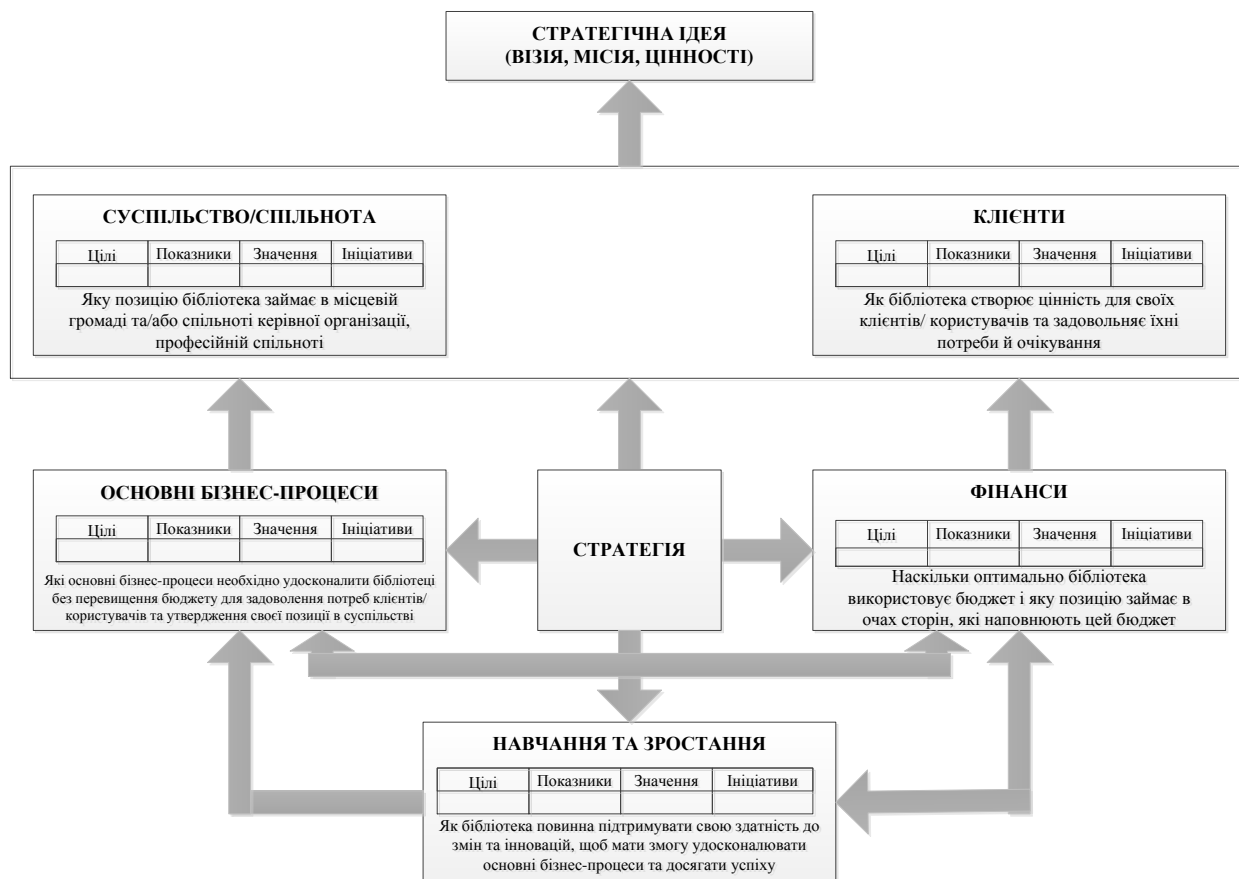 СТРАТЕГІЧНА ІДЕЯ
(ВІЗІЯ, МІСІЯ, ЦІННОСТІ)
СУСПІЛЬСТВО/СПІЛЬНОТА
Цілі Показники Значення Ініціативи
Яку позицію бібліотека займає в місцевій
громаді та/або спільноті керівної організації,
професійній спільноті
КЛІЄНТИ
Цілі Показники Значення Ініціативи
Як бібліотека створює цінність для своїх
клієнтів/ користувачів та задовольняє їхні
потреби й очікування
ОСНОВНІ БІЗНЕС-ПРОЦЕСИ
Цілі Показники Значення Ініціативи
Які основні бізнес-процеси необхідно удосконалити бібліотеці
без перевищення бюджету для задоволення потреб клієнтів/
користувачів та утвердження своєї позиції в суспільстві
СТРАТЕГІЯ
ФІНАНСИ
Цілі Показники Значення Ініціативи
Наскільки оптимально бібліотека
використовує бюджет і яку позицію займає в
очах сторін, які наповнюють цей бюджет
НАВЧАННЯ ТА ЗРОСТАННЯ
Цілі Показники Значення Ініціативи
Як бібліотека повинна підтримувати свою здатність до
змін та інновацій, щоб мати змогу удосконалювати
основні бізнес-процеси та досягати успіху